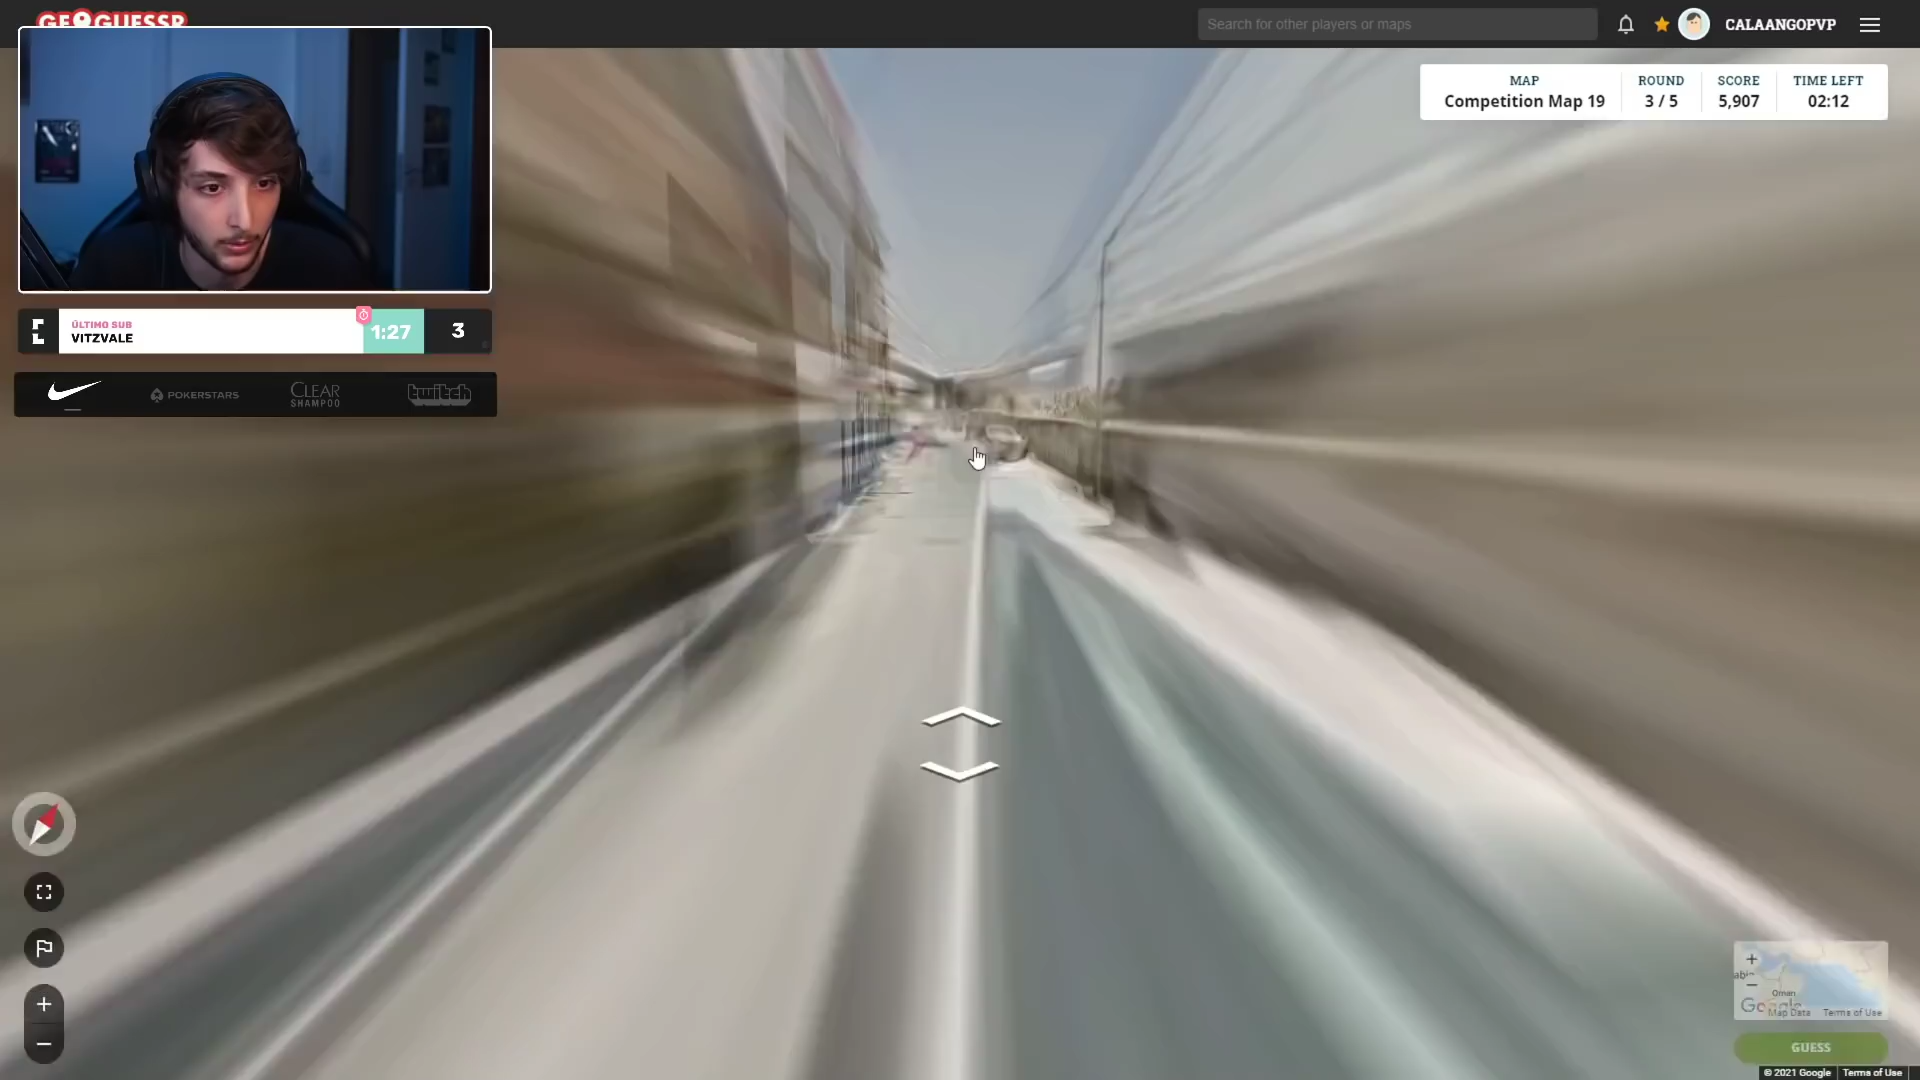 GEOGUESSR
Search for other players or maps
CALAANGOPVP
MAP
Competition Map 19
ROUND
3 / 5
SCORE
5,907
TIME LEFT
02:12
ÚLTIMO SUB
VITZVALE
1:27
3
POKERSTARS
CLEAR
SHAMPOO
twitch
Oman
Google
Map Data
Terms of Use
GUESS
© 2021 Google
Terms of Use